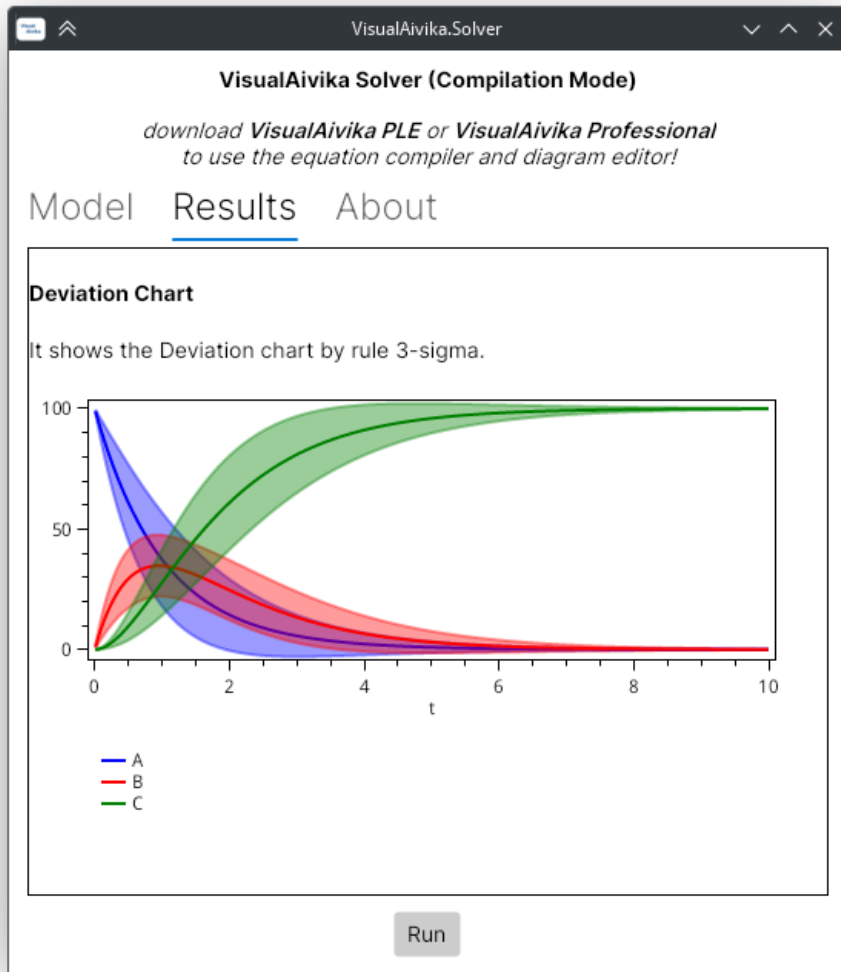 Visual
Aivika
VisualAivika.Solver
VisualAivika Solver (Compilation Mode)
download VisualAivika PLE or VisualAivika Professional
to use the equation compiler and diagram editor!
Model Results About
Deviation Chart
It shows the Deviation chart by rule 3-sigma.
100
50
0
0 2 4 6 8 10
t
A
B
C
Run